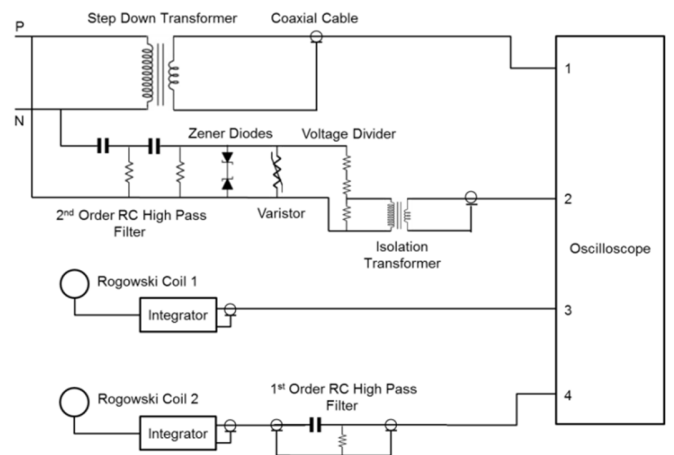 Step Down Transformer
Coaxial Cable
P
N
1
Zener Diodes
Voltage Divider
2nd Order RC High Pass
Filter
Varistor
2
Isolation
Transformer
Oscilloscope
Rogowski Coil 1
Integrator
3
Rogowski Coil 2
Integrator
1st Order RC High Pass
Filter
4